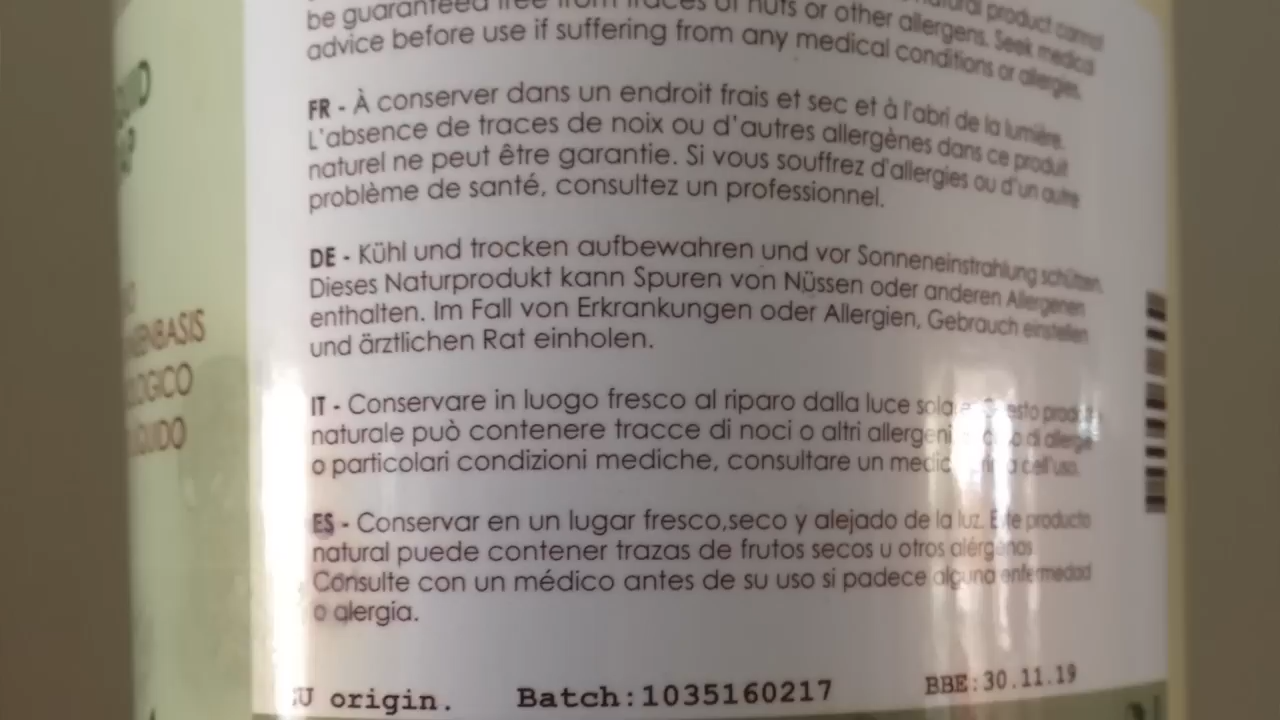 be guaranteed free from traces of nuts or other allergens. Seek medical
advice before use if suffering from any medical conditions or allergies.
FR - À conserver dans un endroit frais et sec et à l'abri de la lumière.
L'absence de traces de noix ou d'autres allergènes dans ce produit
naturel ne peut être garantie. Si vous souffrez d'allergies ou d'un autre
problème de santé, consultez un professionnel.
DE - Kühl und trocken aufbewahren und vor Sonneneinstrahlung schützen.
Dieses Naturprodukt kann Spuren von Nüssen oder anderen Allergenen
enthalten. Im Fall von Erkrankungen oder Allergien, Gebrauch einstellen
und ärztlichen Rat einholen.
IT - Conservare in luogo fresco al riparo dalla luce
naturale può contenere tracce di noci o altri allergeni di allergie
o particolari condizioni mediche, consultare un dell'uso.
ES - Conservar en un lugar fresco,seco y alejado de la luz. Este producto
natural puede contener trazas de frutos secos u otros alérgenos
Consulte con un médico antes de su uso si padece alguna enfermedad
o alergia.
U origin. Batch:1035160217 BBE:30.11.19